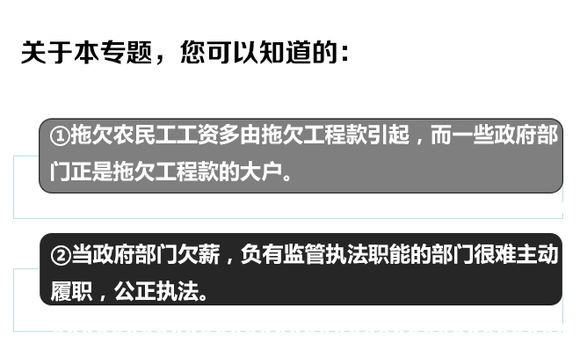 关于本专题，您可以知道的：
①拖欠农民工工资多由拖欠工程款引起，而一些政府部
门正是拖欠工程款的大户。
②当政府部门欠薪，负有监管执法职能的部门很难主动
履职，公正执法。